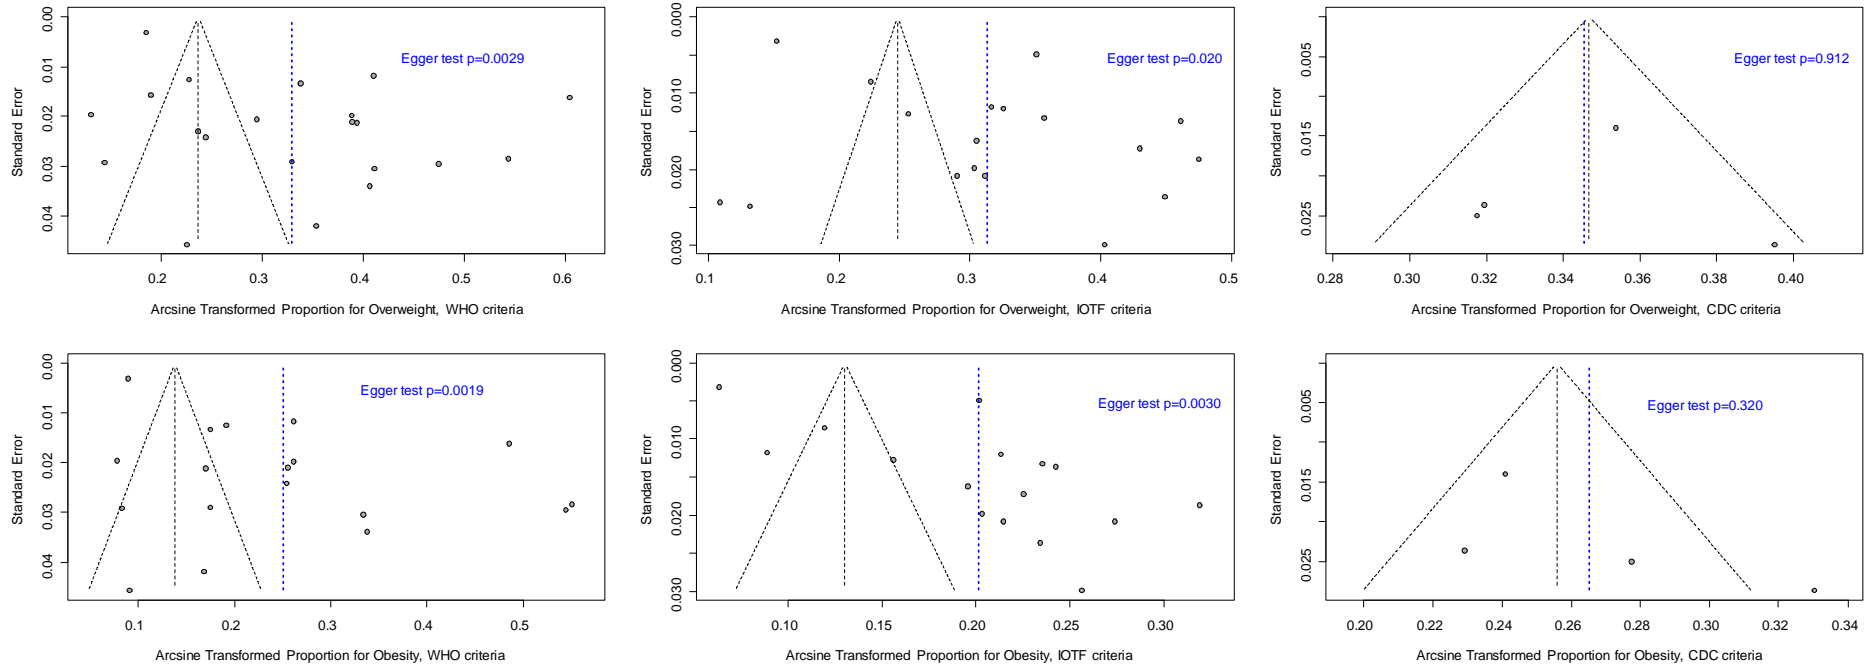 0.00
0.01
0.02
0.03
0.04
Standard Error
Egger test p=0.0029
0.2 0.3 0.4 0.5 0.6
Arcsine Transformed Proportion for Overweight, WHO criteria
0.000
0.010
0.020
0.030
Standard Error
Egger test p=0.020
0.1 0.2 0.3 0.4 0.5
Arcsine Transformed Proportion for Overweight, IOTF criteria
0.005
0.015
0.025
Standard Error
Egger test p=0.912
0.28 0.30 0.32 0.34 0.36 0.38 0.40
Arcsine Transformed Proportion for Overweight, CDC criteria
0.00
0.01
0.02
0.03
0.04
Standard Error
Egger test p=0.0019
0.1 0.2 0.3 0.4 0.5
Arcsine Transformed Proportion for Obesity, WHO criteria
0.000
0.010
0.020
0.030
Standard Error
Egger test p=0.0030
0.10 0.15 0.20 0.25 0.30
Arcsine Transformed Proportion for Obesity, IOTF criteria
0.005
0.015
0.025
Standard Error
Egger test p=0.320
0.20 0.22 0.24 0.26 0.28 0.30 0.32 0.34
Arcsine Transformed Proportion for Obesity, CDC criteria